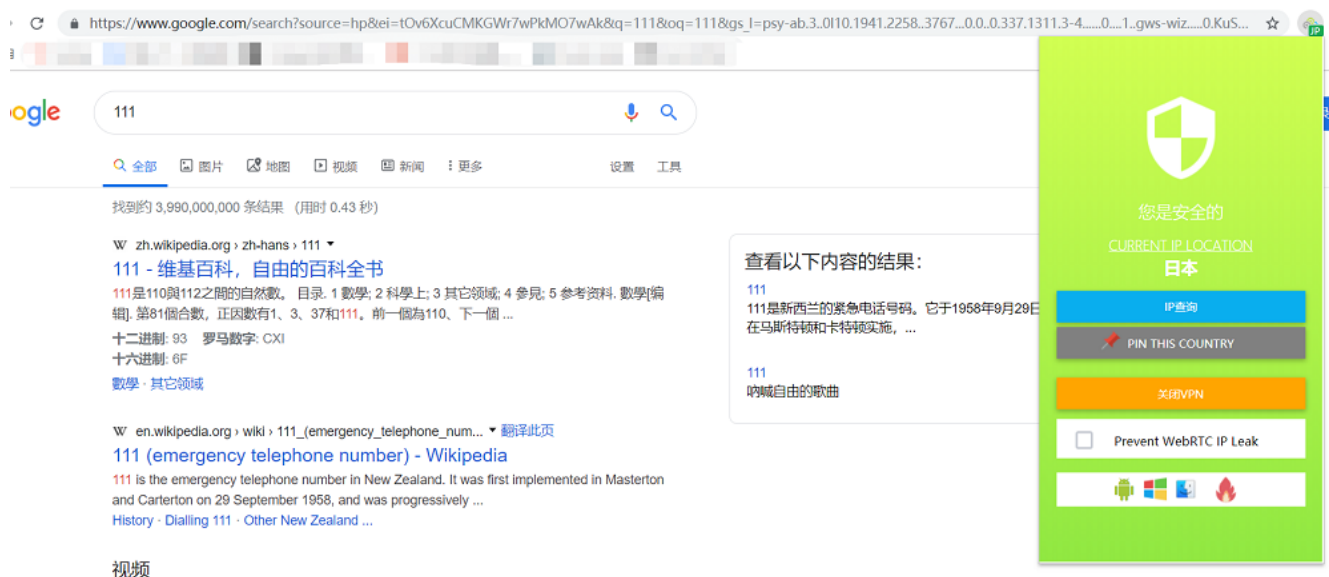 https://www.google.com/search?source=hp&ei=tOv6XcuCMKGWr7wPkMO7wAk&q=111&oq=111&gs_l=psy-ab.3..0l10.1941.2258..3767...0.0..0.337.1311.3-4......0....1..gws-wiz.....0.KuS...
JP
ogle
111
全部 图片 地图 视频 新闻 更多 设置 工具
找到约 3,990,000,000 条结果 (用时 0.43 秒)
W zh.wikipedia.org › zh-hans › 111
111 - 维基百科，自由的百科全书
111是110與112之間的自然數。 目录. 1 數學; 2 科學上; 3 其它领域; 4 參見; 5 参考资料. 數學[编
辑]. 第81個合數，正因數有1、3、37和111。前一個為110、下一個 ...
十二进制: 93 罗马数字: CXI
十六进制: 6F
數學 · 其它领域
W en.wikipedia.org › wiki › 111_(emergency_telephone_num... 翻译此页
111 (emergency telephone number) - Wikipedia
111 is the emergency telephone number in New Zealand. It was first implemented in Masterton
and Carterton on 29 September 1958, and was progressively ...
History · Dialling 111 · Other New Zealand ...
视频
查看以下内容的结果：
111
111是新西兰的紧急电话号码。它于1958年9月29日
在马斯特顿和卡特顿实施，...
111
呐喊自由的歌曲
您是安全的
CURRENT IP LOCATION
日本
IP查询
PIN THIS COUNTRY
关闭VPN
Prevent WebRTC IP Leak